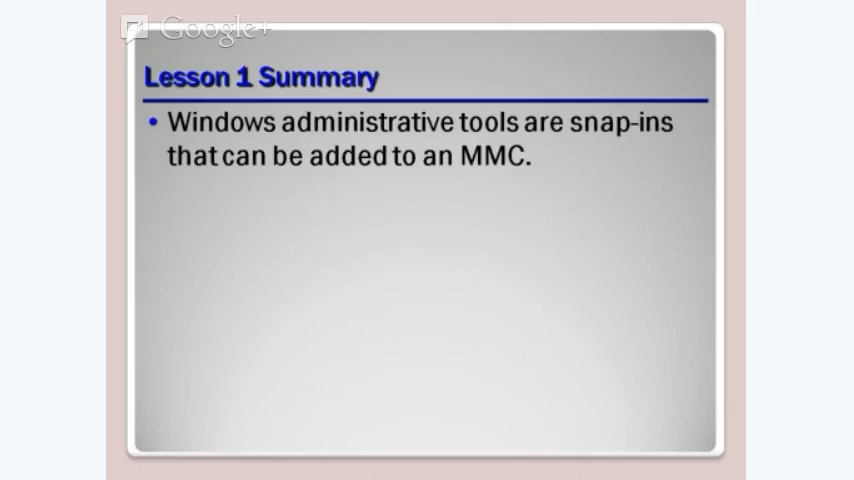 Google+
Lesson 1 Summary
• Windows administrative tools are snap-ins
that can be added to an MMC.